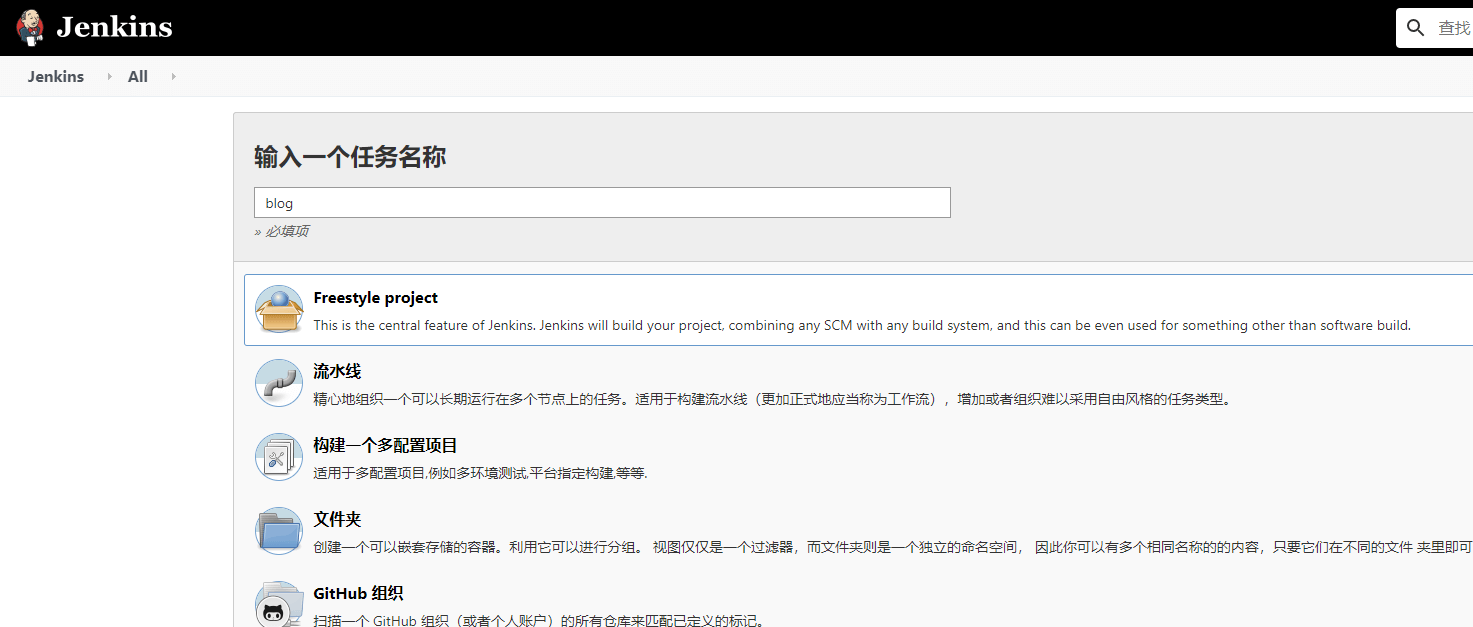 Jenkins
查找
Jenkins All
输入一个任务名称
blog
» 必填项
Freestyle project
This is the central feature of Jenkins. Jenkins will build your project, combining any SCM with any build system, and this can be even used for something other than software build.
流水线
精心地组织一个可以长期运行在多个节点上的任务。适用于构建流水线（更加正式地应当称为工作流），增加或者组织难以采用自由风格的任务类型。
构建一个多配置项目
适用于多配置项目,例如多环境测试,平台指定构建,等等.
文件夹
创建一个可以嵌套存储的容器。利用它可以进行分组。 视图仅仅是一个过滤器，而文件夹则是一个独立的命名空间， 因此你可以有多个相同名称的的内容，只要它们在不同的文件 夹里即可
GitHub 组织
扫描一个 GitHub 组织（或者个人账户）的所有仓库来匹配已定义的标记。